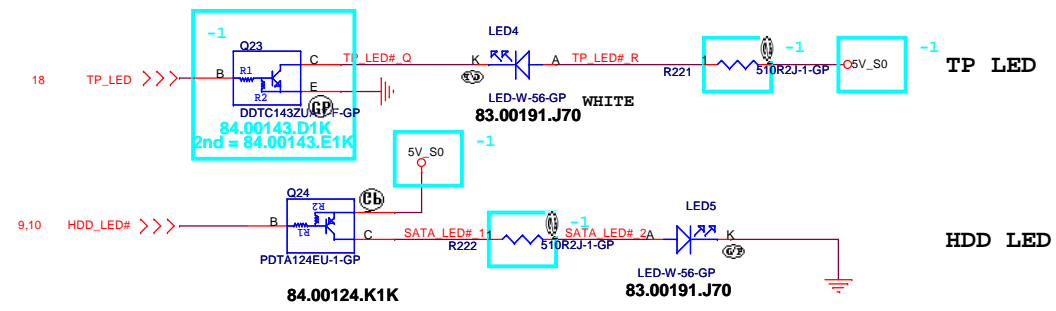 -1
Q23
C
TP_LED#_Q
LED4
K
A
TP_LED#_R
1
-1
-1
5V_S0
TP LED
18
TP_LED
B
R1
R2
E
GP
R221
510R2J-1-GP
LED-W-56-GP
WHITE
83.00191.J70
84.00143.D1K
2nd = 84.00143.E1K
5V_S0
-1
Q24
R2
R1
9,10
HDD_LED#
B
C
SATA_LED#_1
1
R222
-1
510R2J-1-GP
SATA_LED#_2
A
LED5
K
GP
HDD LED
PDTA124EU-1-GP
LED-W-56-GP
83.00191.J70
84.00124.K1K